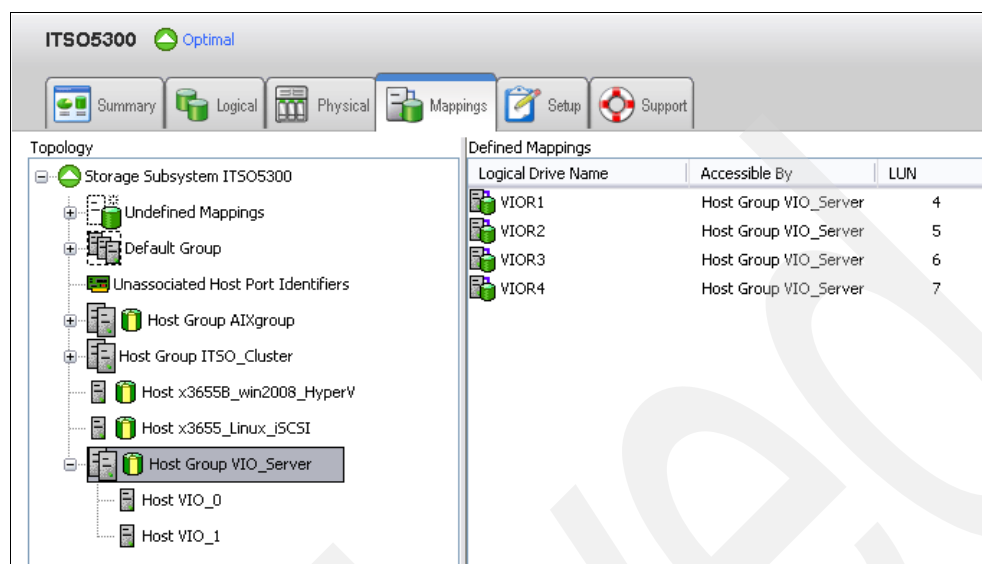 ITSO5300 Optimal
Summary Logical Physical Mappings Setup Support
Topology
Storage Subsystem ITSO5300
Undefined Mappings
Default Group
Unassociated Host Port Identifiers
Host Group AIXgroup
Host Group ITSO_Cluster
Host x3655B_win2008_HyperV
Host x3655_Linux_iSCSI
Host Group VIO_Server
Host VIO_0
Host VIO_1
Defined Mappings
Logical Drive Name Accessible By LUN
VIOR1 Host Group VIO_Server 4
VIOR2 Host Group VIO_Server 5
VIOR3 Host Group VIO_Server 6
VIOR4 Host Group VIO_Server 7